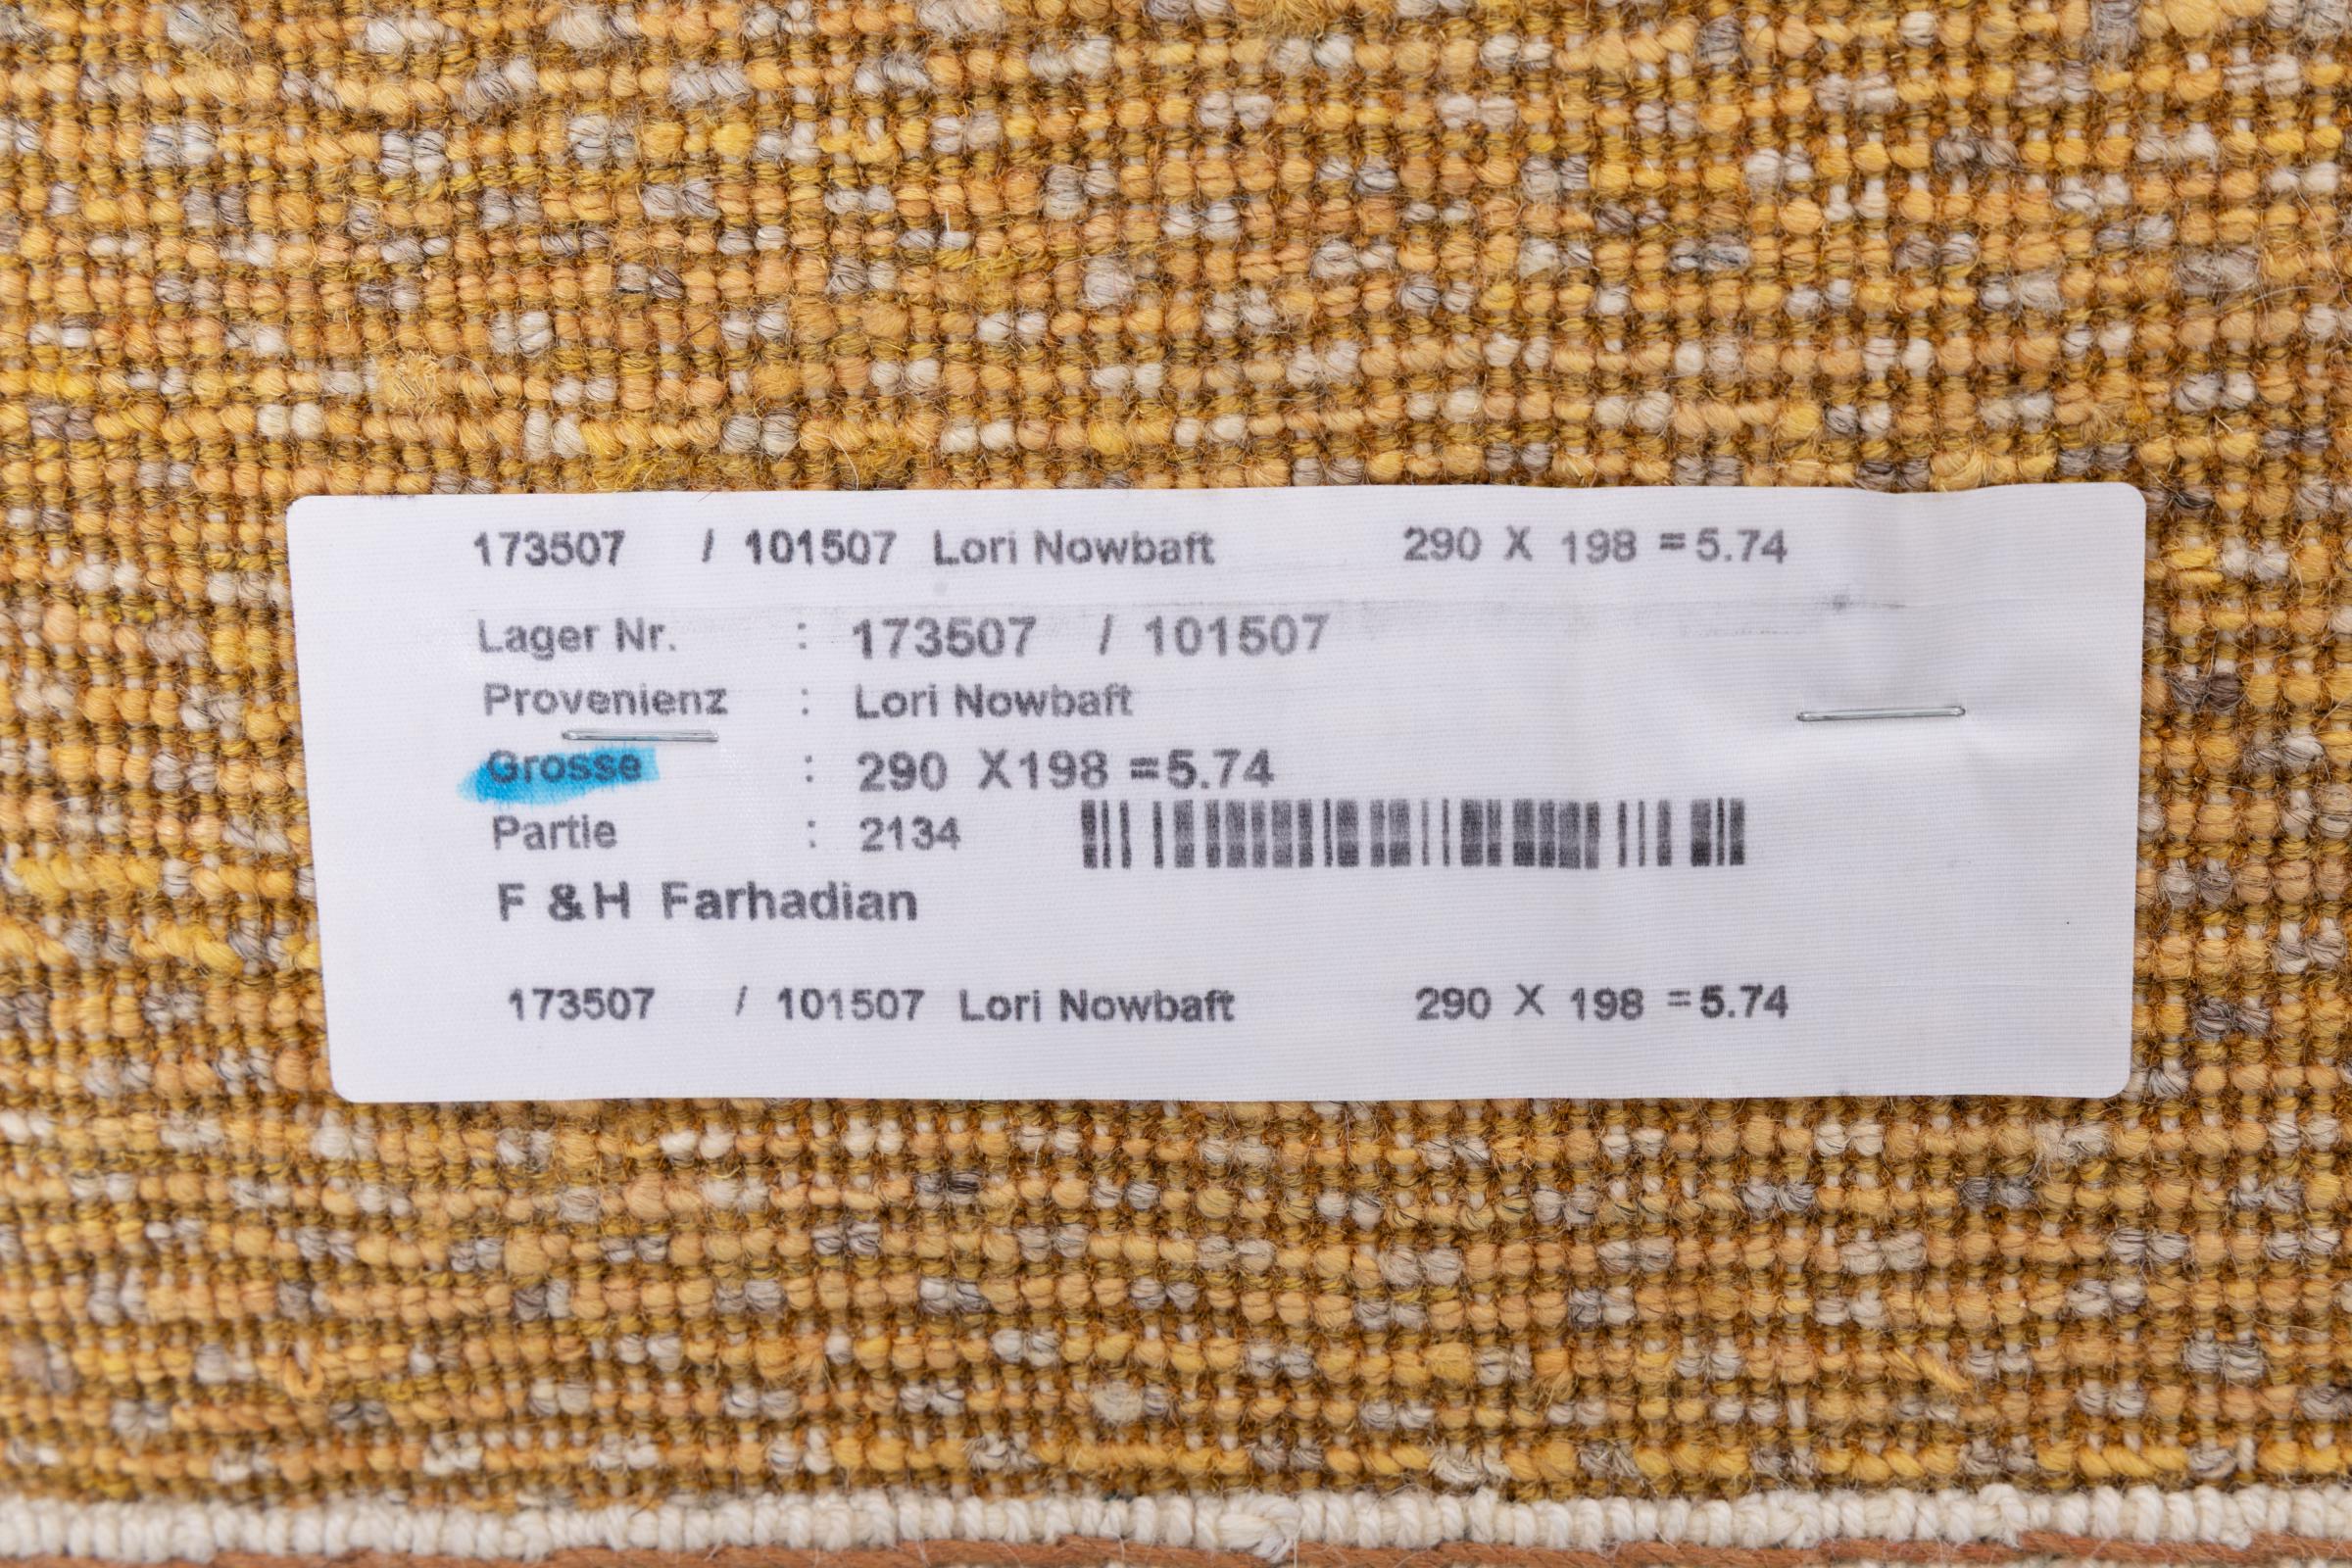 173507 / 101507 Lori Nowbaft 290 X 198 =5.74
Lager Nr. : 173507 / 101507
Provenienz : Lori Nowbaft
Grosse : 290 X198 =5.74
Partie : 2134
F &H Farhadian
173507 / 101507 Lori Nowbaft 290 X 198 =5.74